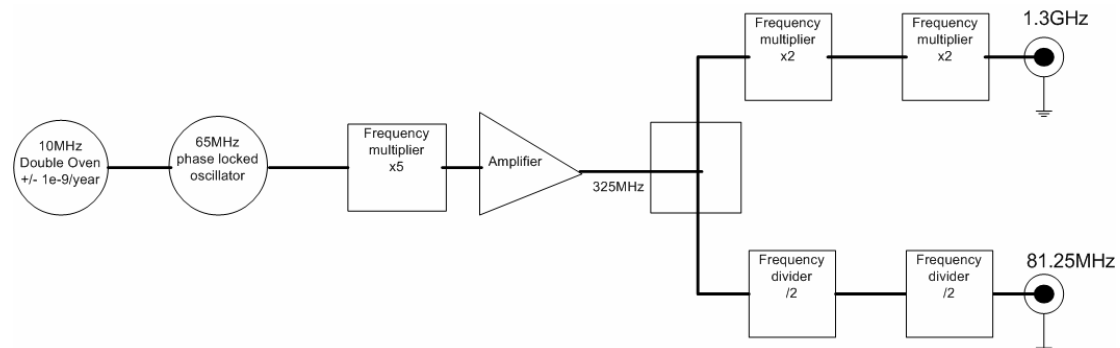 10MHz
Double Oven
+/- 1e-9/year
65MHz
phase locked
oscillator
Frequency
multiplier
x5
Amplifier
325MHz
Frequency
multiplier
x2
Frequency
multiplier
x2
1.3GHz
Frequency
divider
/2
Frequency
divider
/2
81.25MHz